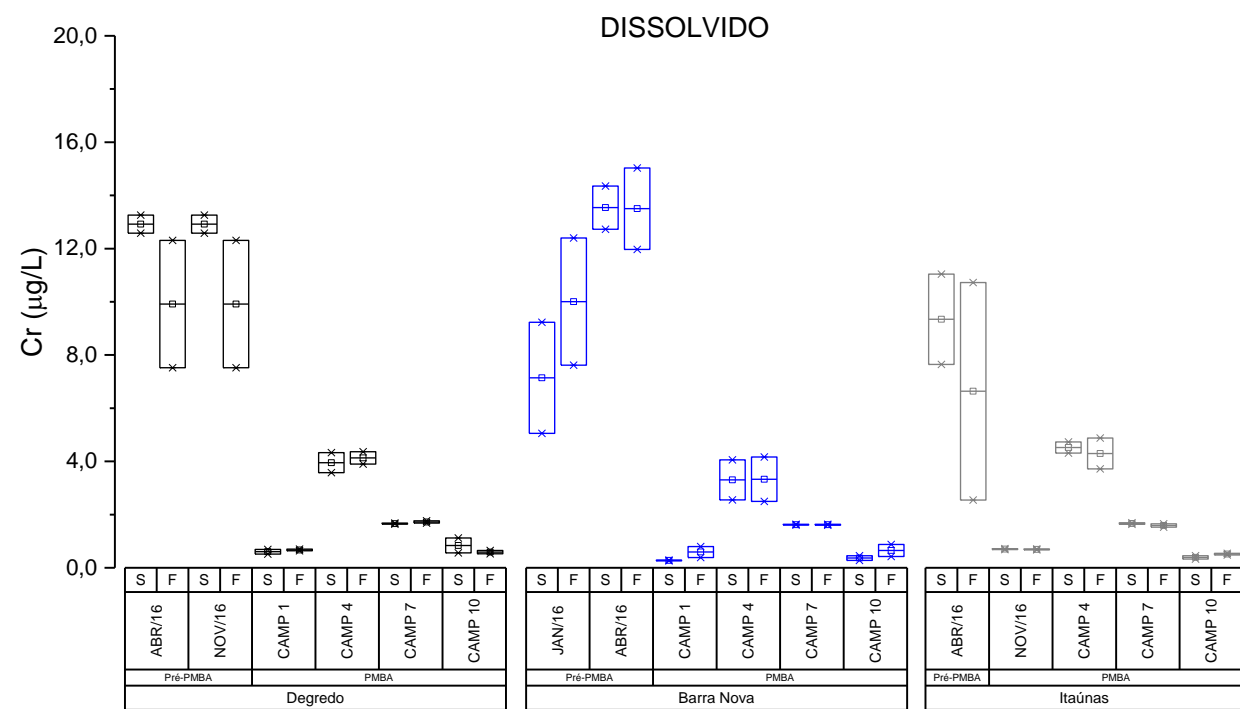 DISSOLVIDO
Cr (µg/L)
20,0
16,0
12,0
8,0
4,0
0,0
S F S F S F S F S F S F
ABR/16 NOV/16 CAMP 1 CAMP 4 CAMP 7 CAMP 10
Pré-PMBA PMBA
Degredo
S F S F S F S F S F S F
JAN/16 ABR/16 CAMP 1 CAMP 4 CAMP 7 CAMP 10
Pré-PMBA PMBA
Barra Nova
S F S F S F S F S F
ABR/16 NOV/16 CAMP 4 CAMP 7 CAMP 10
Pré-PMBA PMBA
Itaúnas